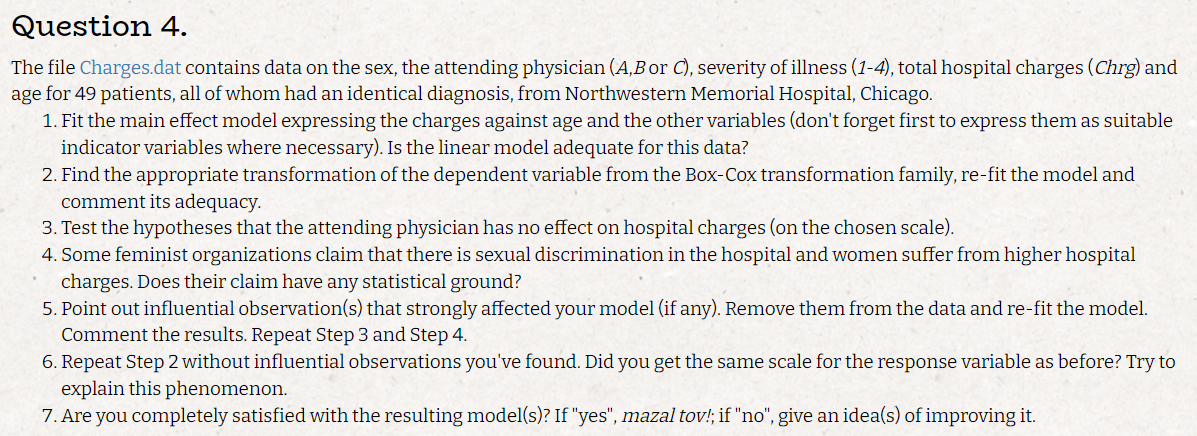 Question 4.
The file Charges.dat contains data on the sex, the attending physician (A,B or C), severity of illness (1-4), total hospital charges (Chrg) and
age for 49 patients, all of whom had an identical diagnosis, from Northwestern Memorial Hospital, Chicago.
1. Fit the main effect model expressing the charges against age and the other variables (don't forget first to express them as suitable
indicator variables where necessary). Is the linear model adequate for this data?
2. Find the appropriate transformation of the dependent variable from the Box-Cox transformation family, re-fit the model and
comment its adequacy.
3. Test the hypotheses that the attending physician has no effect on hospital charges (on the chosen scale).
4. Some feminist organizations claim that there is sexual discrimination in the hospital and women suffer from higher hospital
charges. Does their claim have any statistical ground?
5. Point out influential observation(s) that strongly affected your model (if any). Remove them from the data and re-fit the model.
Comment the results. Repeat Step 3 and Step 4.
6. Repeat Step 2 without influential observations you've found. Did you get the same scale for the response variable as before? Try to
explain this phenomenon.
7. Are you completely satisfied with the resulting model(s)? If "yes", mazal tov!; if "no", give an idea(s) of improving it.